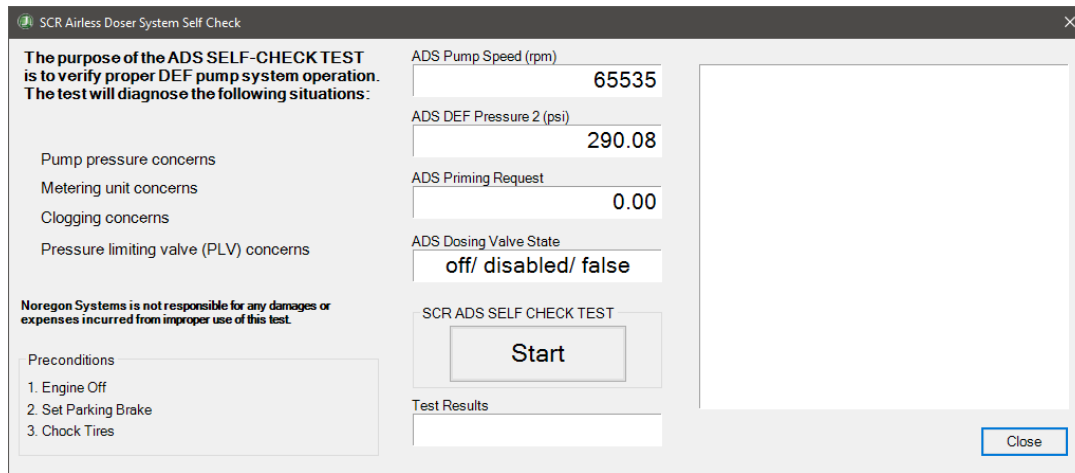 SCR Airless Doser System Self Check
The purpose of the ADS SELF-CHECK TEST
is to verify proper DEF pump system operation.
The test will diagnose the following situations:
Pump pressure concerns
Metering unit concerns
Clogging concerns
Pressure limiting valve (PLV) concerns
Noregon Systems is not responsible for any damages or
expenses incurred from improper use of this test.
Preconditions
1. Engine Off
2. Set Parking Brake
3. Chock Tires
ADS Pump Speed (rpm)
65535
ADS DEF Pressure 2 (psi)
290.08
ADS Priming Request
0.00
ADS Dosing Valve State
off/ disabled/ false
SCR ADS SELF CHECK TEST
Start
Test Results
Close